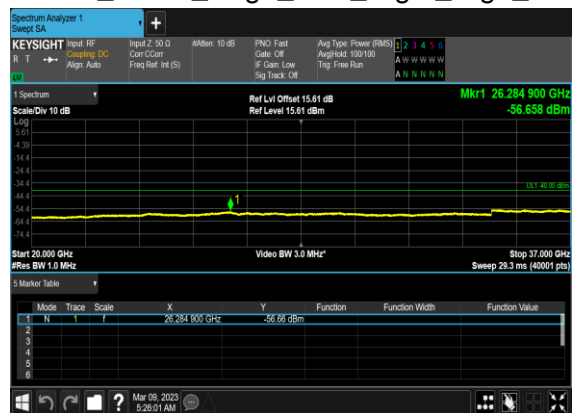 Spectrum Analyzer 1
Swept SA
KEYSIGHT
R T
Input: RF
Coupling: DC
Align: Auto
Input Z: 50 Ω
Corr CCorr
Freq Ref: Int (S)
#Atten: 10 dB
PNO: Fast
Gate: Off
IF Gain: Low
Sig Track: Off
Avg Type: Power (RMS)
Avg|Hold: 100/100
Trig: Free Run
1 2 3 4 5 6
A W W W W W
A N N N N N
1 Spectrum
Scale/Div 10 dB
Ref Lvl Offset 15.61 dB
Ref Level 15.61 dBm
Mkr1 26.284 900 GHz
-56.658 dBm
Log
5.61
-4.39
-14.4
-24.4
-34.4
DL1 -40.00 dBm
-44.4
1
-54.4
-64.4
-74.4
Start 20.000 GHz
#Res BW 1.0 MHz
Video BW 3.0 MHz*
Stop 37.000 GHz
Sweep 29.3 ms (40001 pts)
5 Marker Table
Mode Trace Scale X Y Function Function Width Function Value
1 N 1 f 26.284 900 GHz -56.66 dBm
2
3
4
5
6
?
Mar 09, 2023
5:26:01 AM